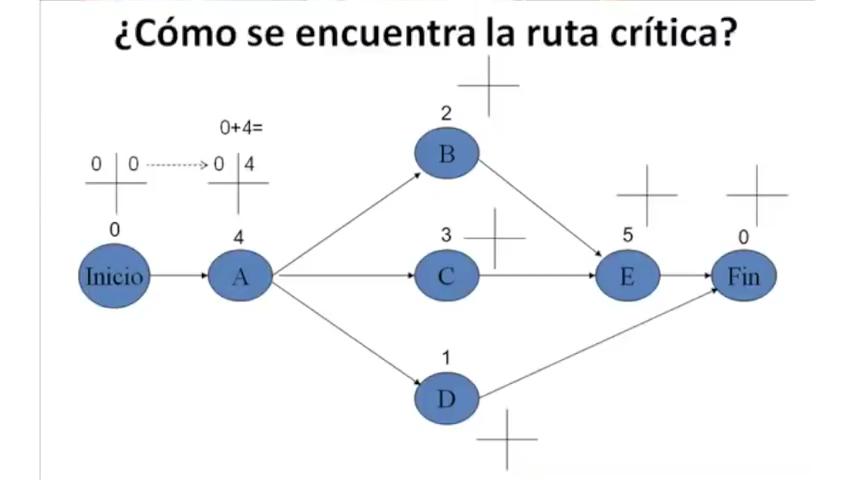 ¿Cómo se encuentra la ruta crítica?
0+4=
0 0 0 4
2
B
0
Inicio
4
A
3
C
5
E
0
Fin
1
D